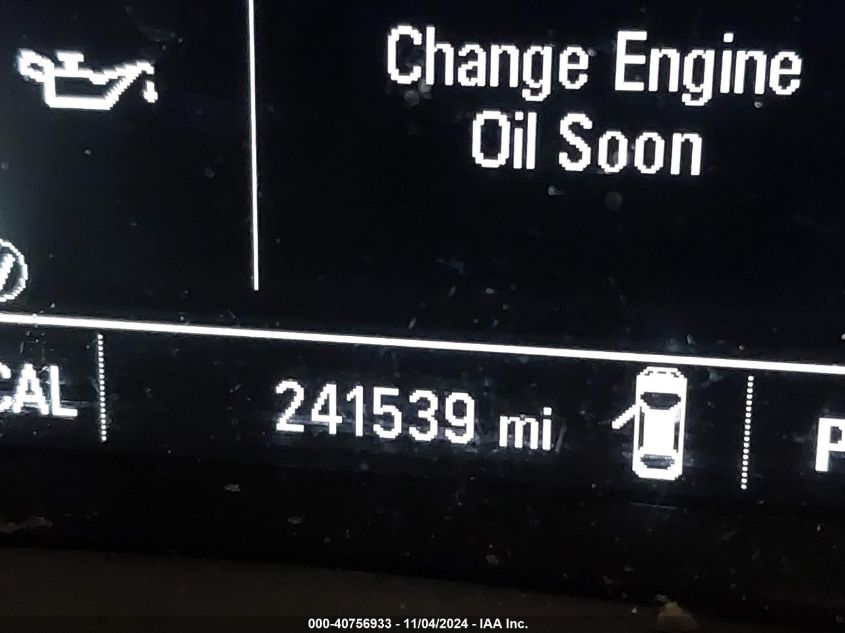 Change Engine
Oil Soon
CAL
241539 mi
P
000-40756933 - 11/04/2024 - IAA Inc.